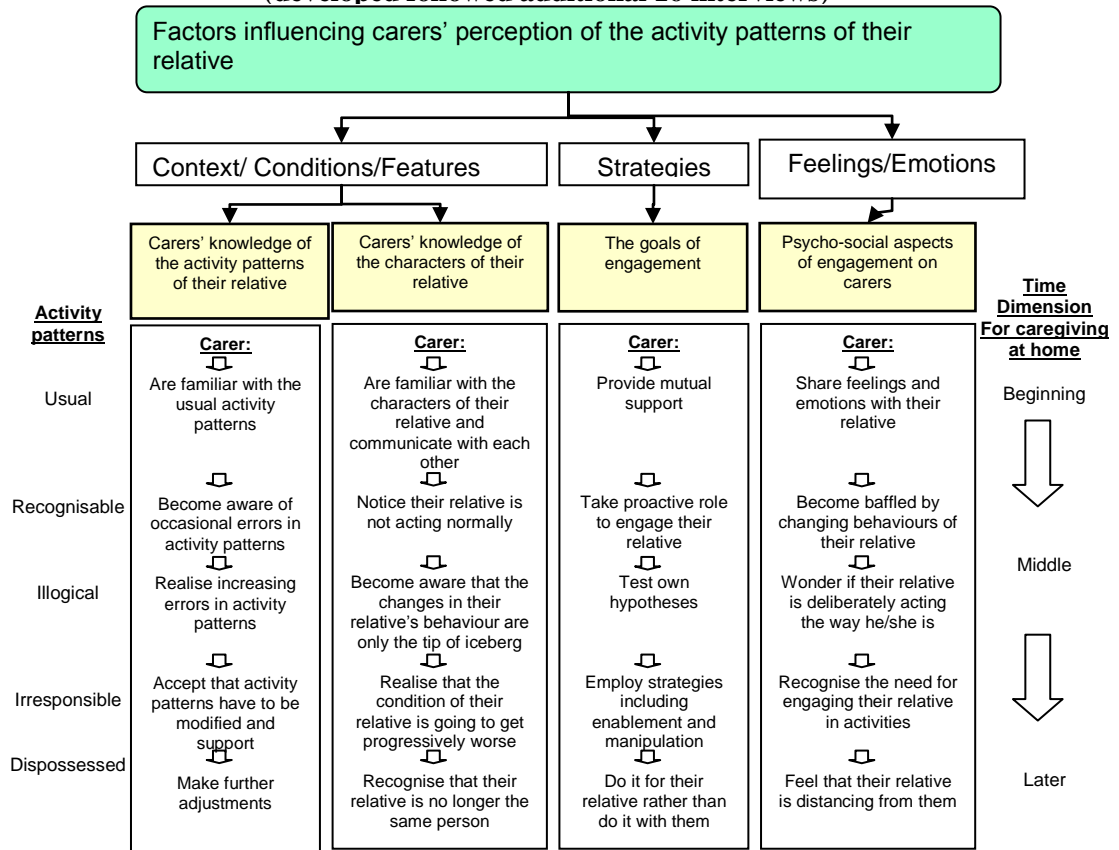 Factors influencing carers' perception of the activity patterns of their
relative
Context/ Conditions/Features
Strategies
Feelings/Emotions
Carers' knowledge of
the activity patterns
of their relative
Carers' knowledge of
the characters of their
relative
The goals of
engagement
Psycho-social aspects
of engagement on
carers
Activity
patterns
Time
Dimension
For caregiving
at home
Carer:
Carer:
Carer:
Carer:
Usual
Are familiar with the
usual activity
patterns
Are familiar with the
characters of their
relative and
communicate with each
other
Provide mutual
support
Share feelings and
emotions with their
relative
Beginning
Recognisable
Become aware of
occasional errors in
activity patterns
Notice their relative is
not acting normally
Take proactive role
to engage their
relative
Become baffled by
changing behaviours of
their relative
Illogical
Realise increasing
errors in activity
patterns
Become aware that the
changes in their
relative's behaviour are
only the tip of iceberg
Test own
hypotheses
Wonder if their relative
is deliberately acting
the way he/she is
Middle
Irresponsible
Accept that activity
patterns have to be
modified and
support
Realise that the
condition of their
relative is going to get
progressively worse
Employ strategies
including
enablement and
manipulation
Recognise the need for
engaging their relative
in activities
Dispossessed
Make further
adjustments
Recognise that their
relative is no longer the
same person
Do it for their
relative rather than
do it with them
Feel that their relative
is distancing from them
Later